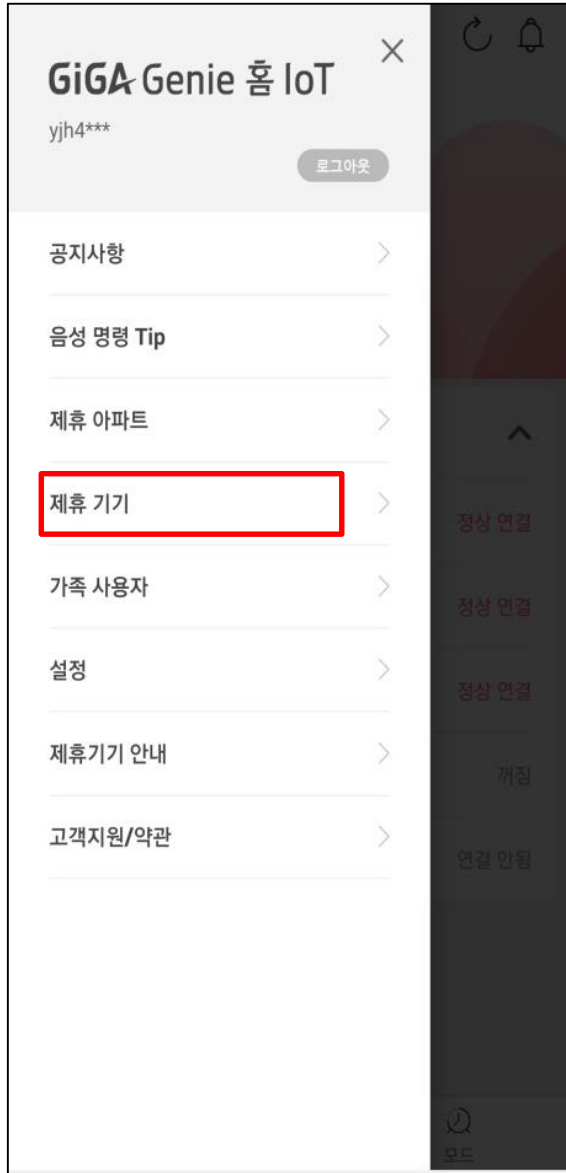 GiGA Genie 홈 IoT
yjh4***
로그아웃
공지사항
음성 명령 Tip
제휴 아파트
제휴 기기
가족 사용자
설정
제휴기기 안내
고객지원/약관
정상 연결
정상 연결
정상 연결
꺼짐
연결 안됨
모드